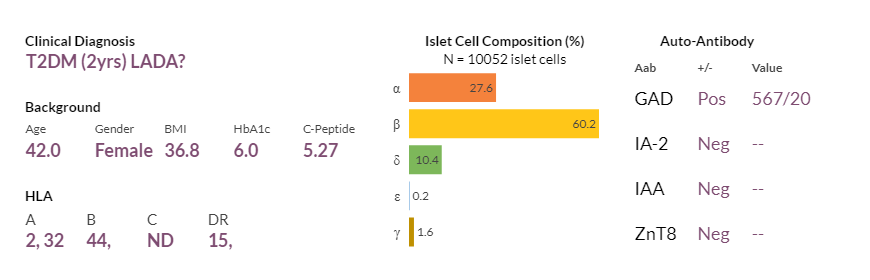 Clinical Diagnosis
T2DM (2yrs) LADA?
Background
Age Gender BMI HbA1c C-Peptide
42.0 Female 36.8 6.0 5.27
HLA
A B C DR
2, 32 44, ND 15,
Islet Cell Composition (%)
N = 10052 islet cells
α 27.6
β 60.2
δ 10.4
ε 0.2
γ 1.6
Auto-Antibody
Aab +/- Value
GAD Pos 567/20
IA-2 Neg --
IAA Neg --
ZnT8 Neg --